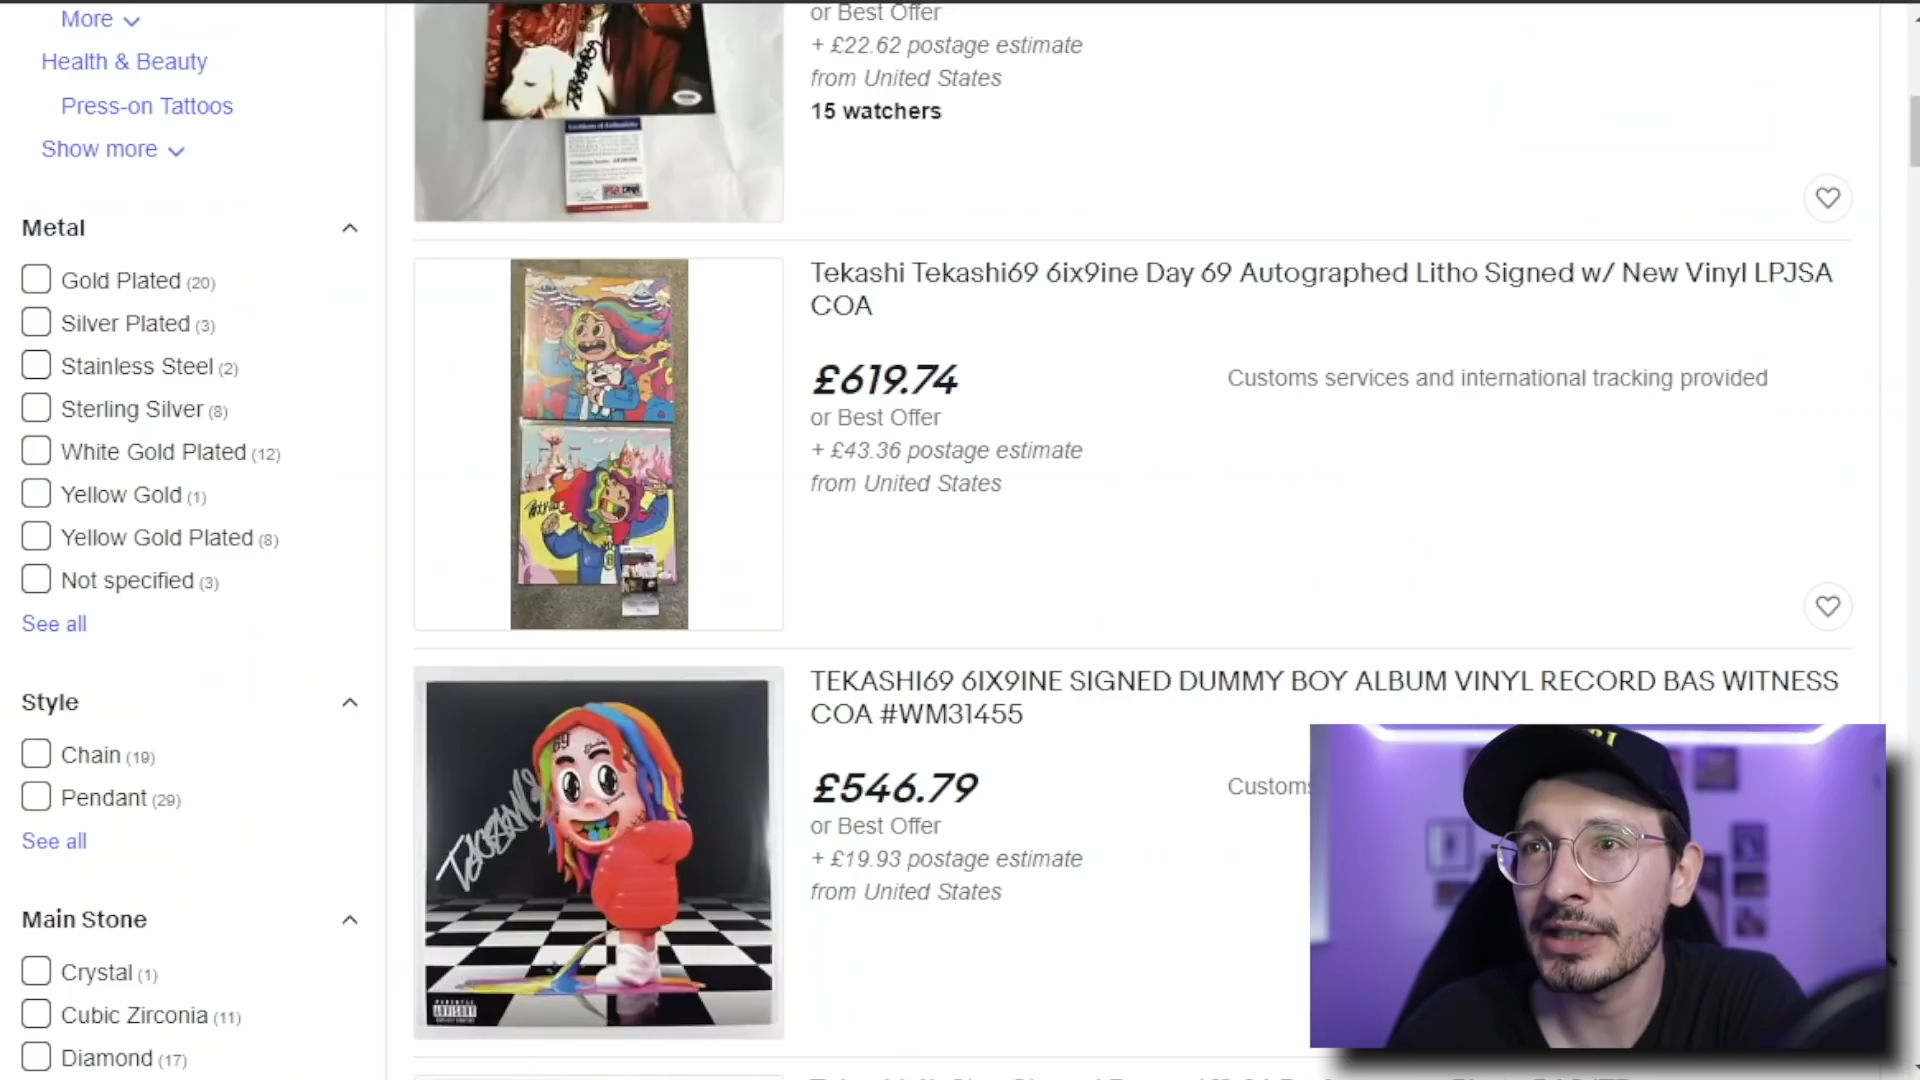 More
Health & Beauty
Press-on Tattoos
Show more
Metal
Gold Plated (20)
Silver Plated (3)
Stainless Steel (2)
Sterling Silver (8)
White Gold Plated (12)
Yellow Gold (1)
Yellow Gold Plated (8)
Not specified (3)
See all
Style
Chain (19)
Pendant (29)
See all
Main Stone
Crystal (1)
Cubic Zirconia (11)
Diamond (17)
or Best Offer
+ £22.62 postage estimate
from United States
15 watchers
Tekashi Tekashi69 6ix9ine Day 69 Autographed Litho Signed w/ New Vinyl LPJSA
COA
£619.74
Customs services and international tracking provided
or Best Offer
+ £43.36 postage estimate
from United States
TEKASHI69 6IX9INE SIGNED DUMMY BOY ALBUM VINYL RECORD BAS WITNESS
COA #WM31455
£546.79
Customs
or Best Offer
+ £19.93 postage estimate
from United States
69
PARENTAL
ADVISORY